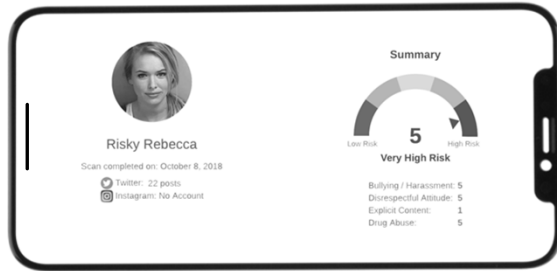 Risky Rebecca
Scan completed on: October 8, 2018
Twitter: 22 posts
Instagram: No Account
Summary
Low Risk
5
High Risk
Very High Risk
Bullying / Harassment: 5
Disrespectful Attitude: 5
Explicit Content: 1
Drug Abuse: 5